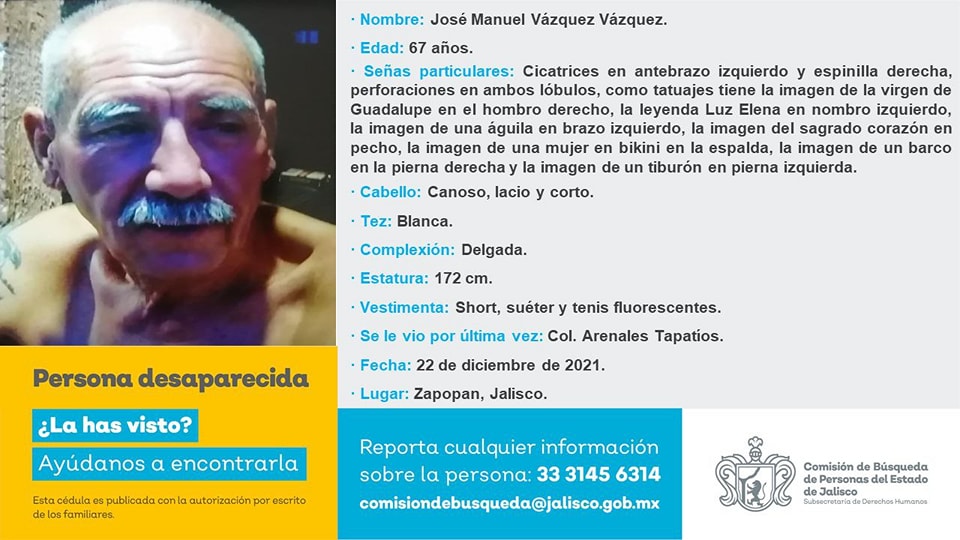 · Nombre: José Manuel Vázquez Vázquez.
· Edad: 67 años.
· Señas particulares: Cicatrices en antebrazo izquierdo y espinilla derecha,
perforaciones en ambos lóbulos, como tatuajes tiene la imagen de la virgen de
Guadalupe en el hombro derecho, la leyenda Luz Elena en nombro izquierdo,
la imagen de una águila en brazo izquierdo, la imagen del sagrado corazón en
pecho, la imagen de una mujer en bikini en la espalda, la imagen de un barco
en la pierna derecha y la imagen de un tiburón en pierna izquierda.
· Cabello: Canoso, lacio y corto.
· Tez: Blanca.
· Complexión: Delgada.
· Estatura: 172 cm.
· Vestimenta: Short, suéter y tenis fluorescentes.
· Se le vio por última vez: Col. Arenales Tapatíos.
· Fecha: 22 de diciembre de 2021.
· Lugar: Zapopan, Jalisco.
Persona desaparecida
¿La has visto?
Ayúdanos a encontrarla
Esta cédula es publicada con la autorización por escrito
de los familiares.
Reporta cualquier información
sobre la persona: 33 3145 6314
comisiondebusqueda@jalisco.gob.mx
Comisión de Búsqueda
de Personas del Estado
de Jalisco
Subsecretaría de Derechos Humanos